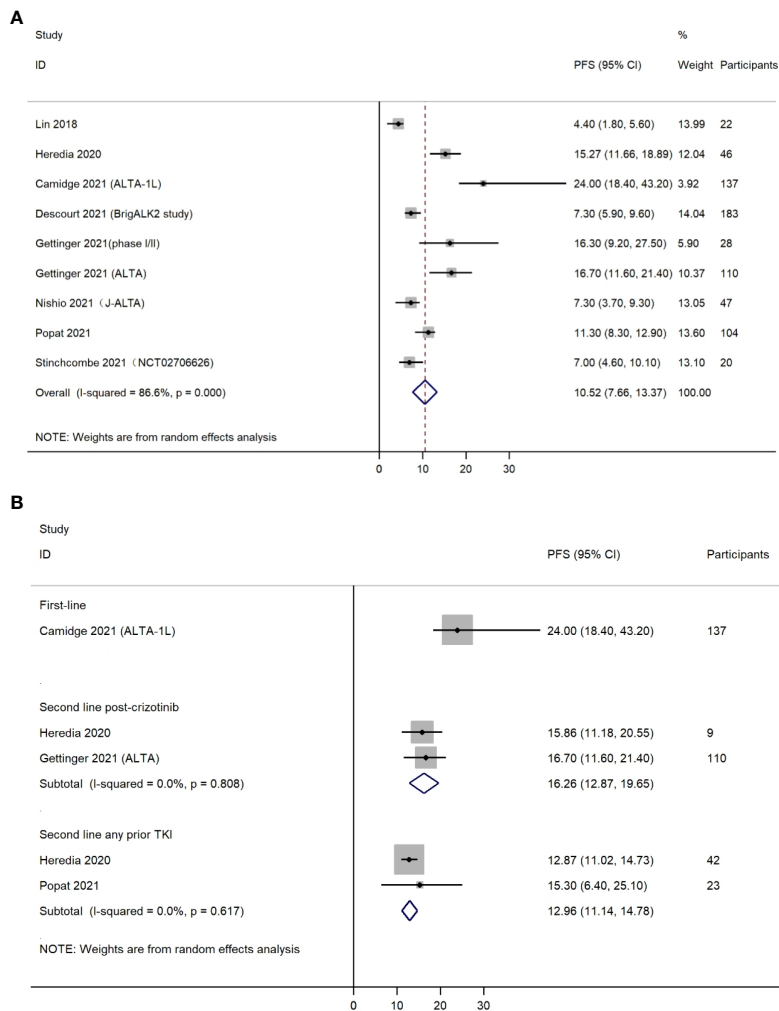 A
Study %
ID PFS (95% CI) Weight Participants
Lin 2018 4.40 (1.80, 5.60) 13.99 22
Heredia 2020 15.27 (11.66, 18.89) 12.04 46
Camidge 2021 (ALTA-1L) 24.00 (18.40, 43.20) 3.92 137
Descourt 2021 (BrigALK2 study) 7.30 (5.90, 9.60) 14.04 183
Gettinger 2021(phase I/II) 16.30 (9.20, 27.50) 5.90 28
Gettinger 2021 (ALTA) 16.70 (11.60, 21.40) 10.37 110
Nishio 2021（J-ALTA) 7.30 (3.70, 9.30) 13.05 47
Popat 2021 11.30 (8.30, 12.90) 13.60 104
Stinchcombe 2021（NCT02706626) 7.00 (4.60, 10.10) 13.10 20
Overall (I-squared = 86.6%, p = 0.000) 10.52 (7.66, 13.37) 100.00
NOTE: Weights are from random effects analysis
0 10 20 30
B
Study
ID PFS (95% CI) Participants
First-line
Camidge 2021 (ALTA-1L) 24.00 (18.40, 43.20) 137
.
Second line post-crizotinib
Heredia 2020 15.86 (11.18, 20.55) 9
Gettinger 2021 (ALTA) 16.70 (11.60, 21.40) 110
Subtotal (I-squared = 0.0%, p = 0.808) 16.26 (12.87, 19.65)
.
Second line any prior TKI
Heredia 2020 12.87 (11.02, 14.73) 42
Popat 2021 15.30 (6.40, 25.10) 23
Subtotal (I-squared = 0.0%, p = 0.617) 12.96 (11.14, 14.78)
.
NOTE: Weights are from random effects analysis
0 10 20 30